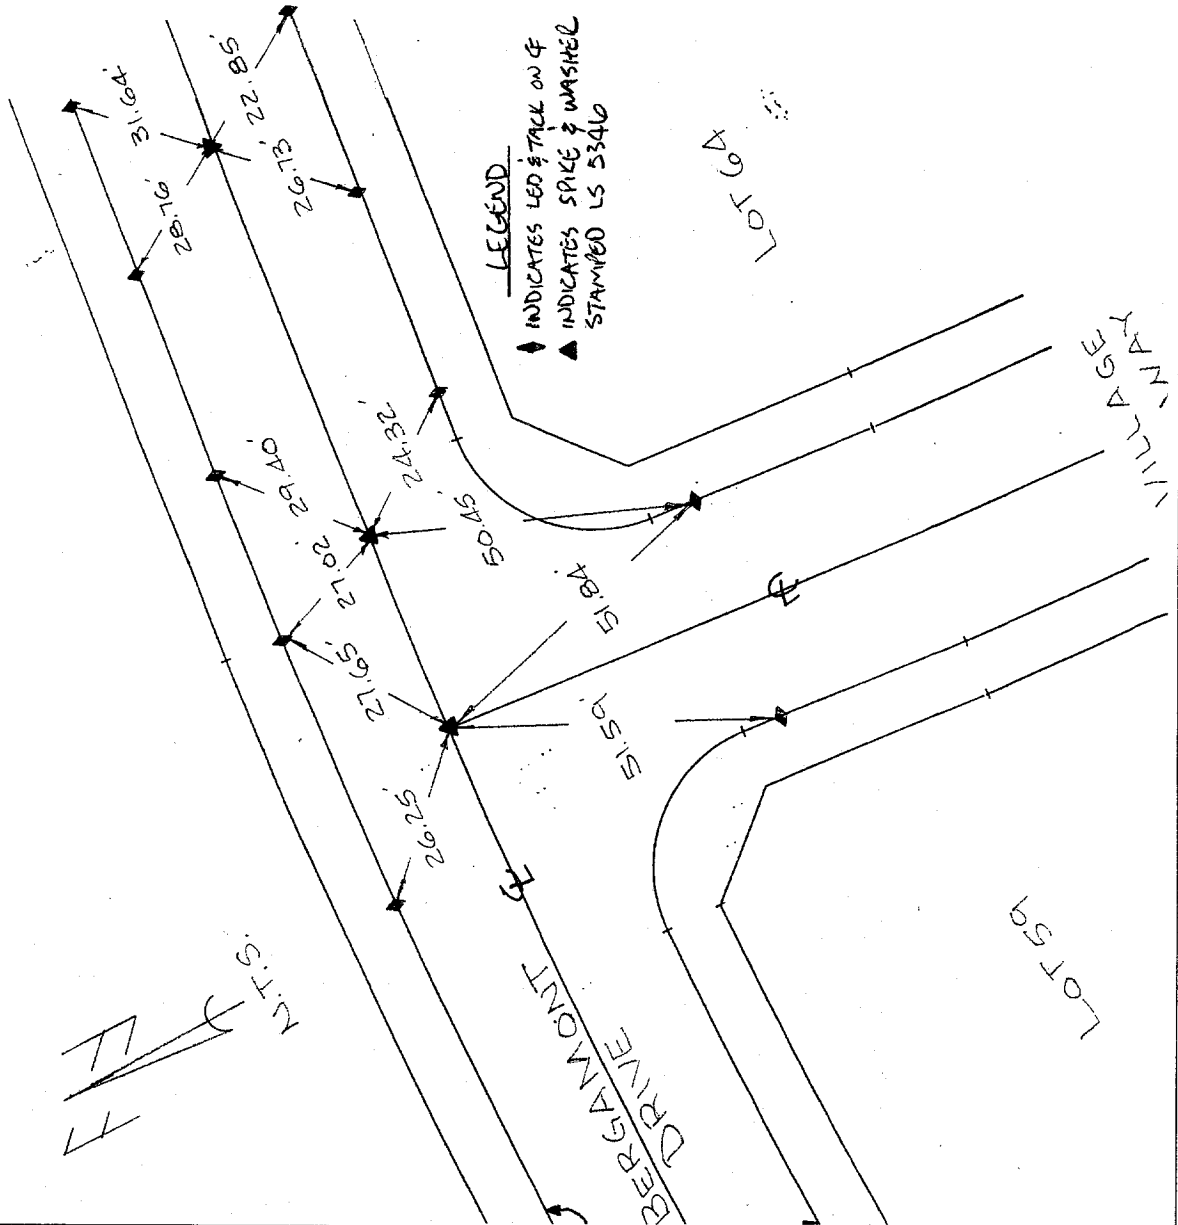 N.T.S.
31.64'
28.76'
22.85'
26.73'
29.40'
27.02'
24.32'
50.45'
27.65'
51.84'
26.25'
51.59'
LEGEND
INDICATES LED & TACK ON ¢
INDICATES SPIKE & WASHER
STAMPED LS 5346
LOT 64
VILLAGE
WAY
℄
℄
BERGAMONT
DRIVE
LOT 59